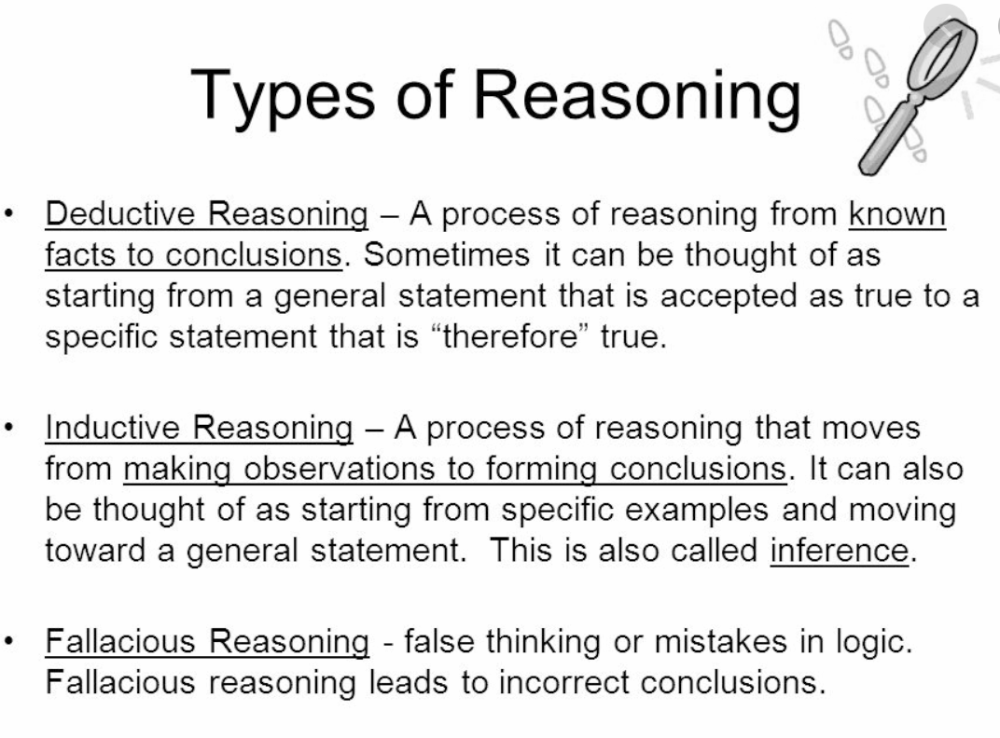 Types of Reasoning
• Deductive Reasoning – A process of reasoning from known
facts to conclusions. Sometimes it can be thought of as
starting from a general statement that is accepted as true to a
specific statement that is “therefore” true.
• Inductive Reasoning – A process of reasoning that moves
from making observations to forming conclusions. It can also
be thought of as starting from specific examples and moving
toward a general statement.  This is also called inference.
• Fallacious Reasoning - false thinking or mistakes in logic.
Fallacious reasoning leads to incorrect conclusions.